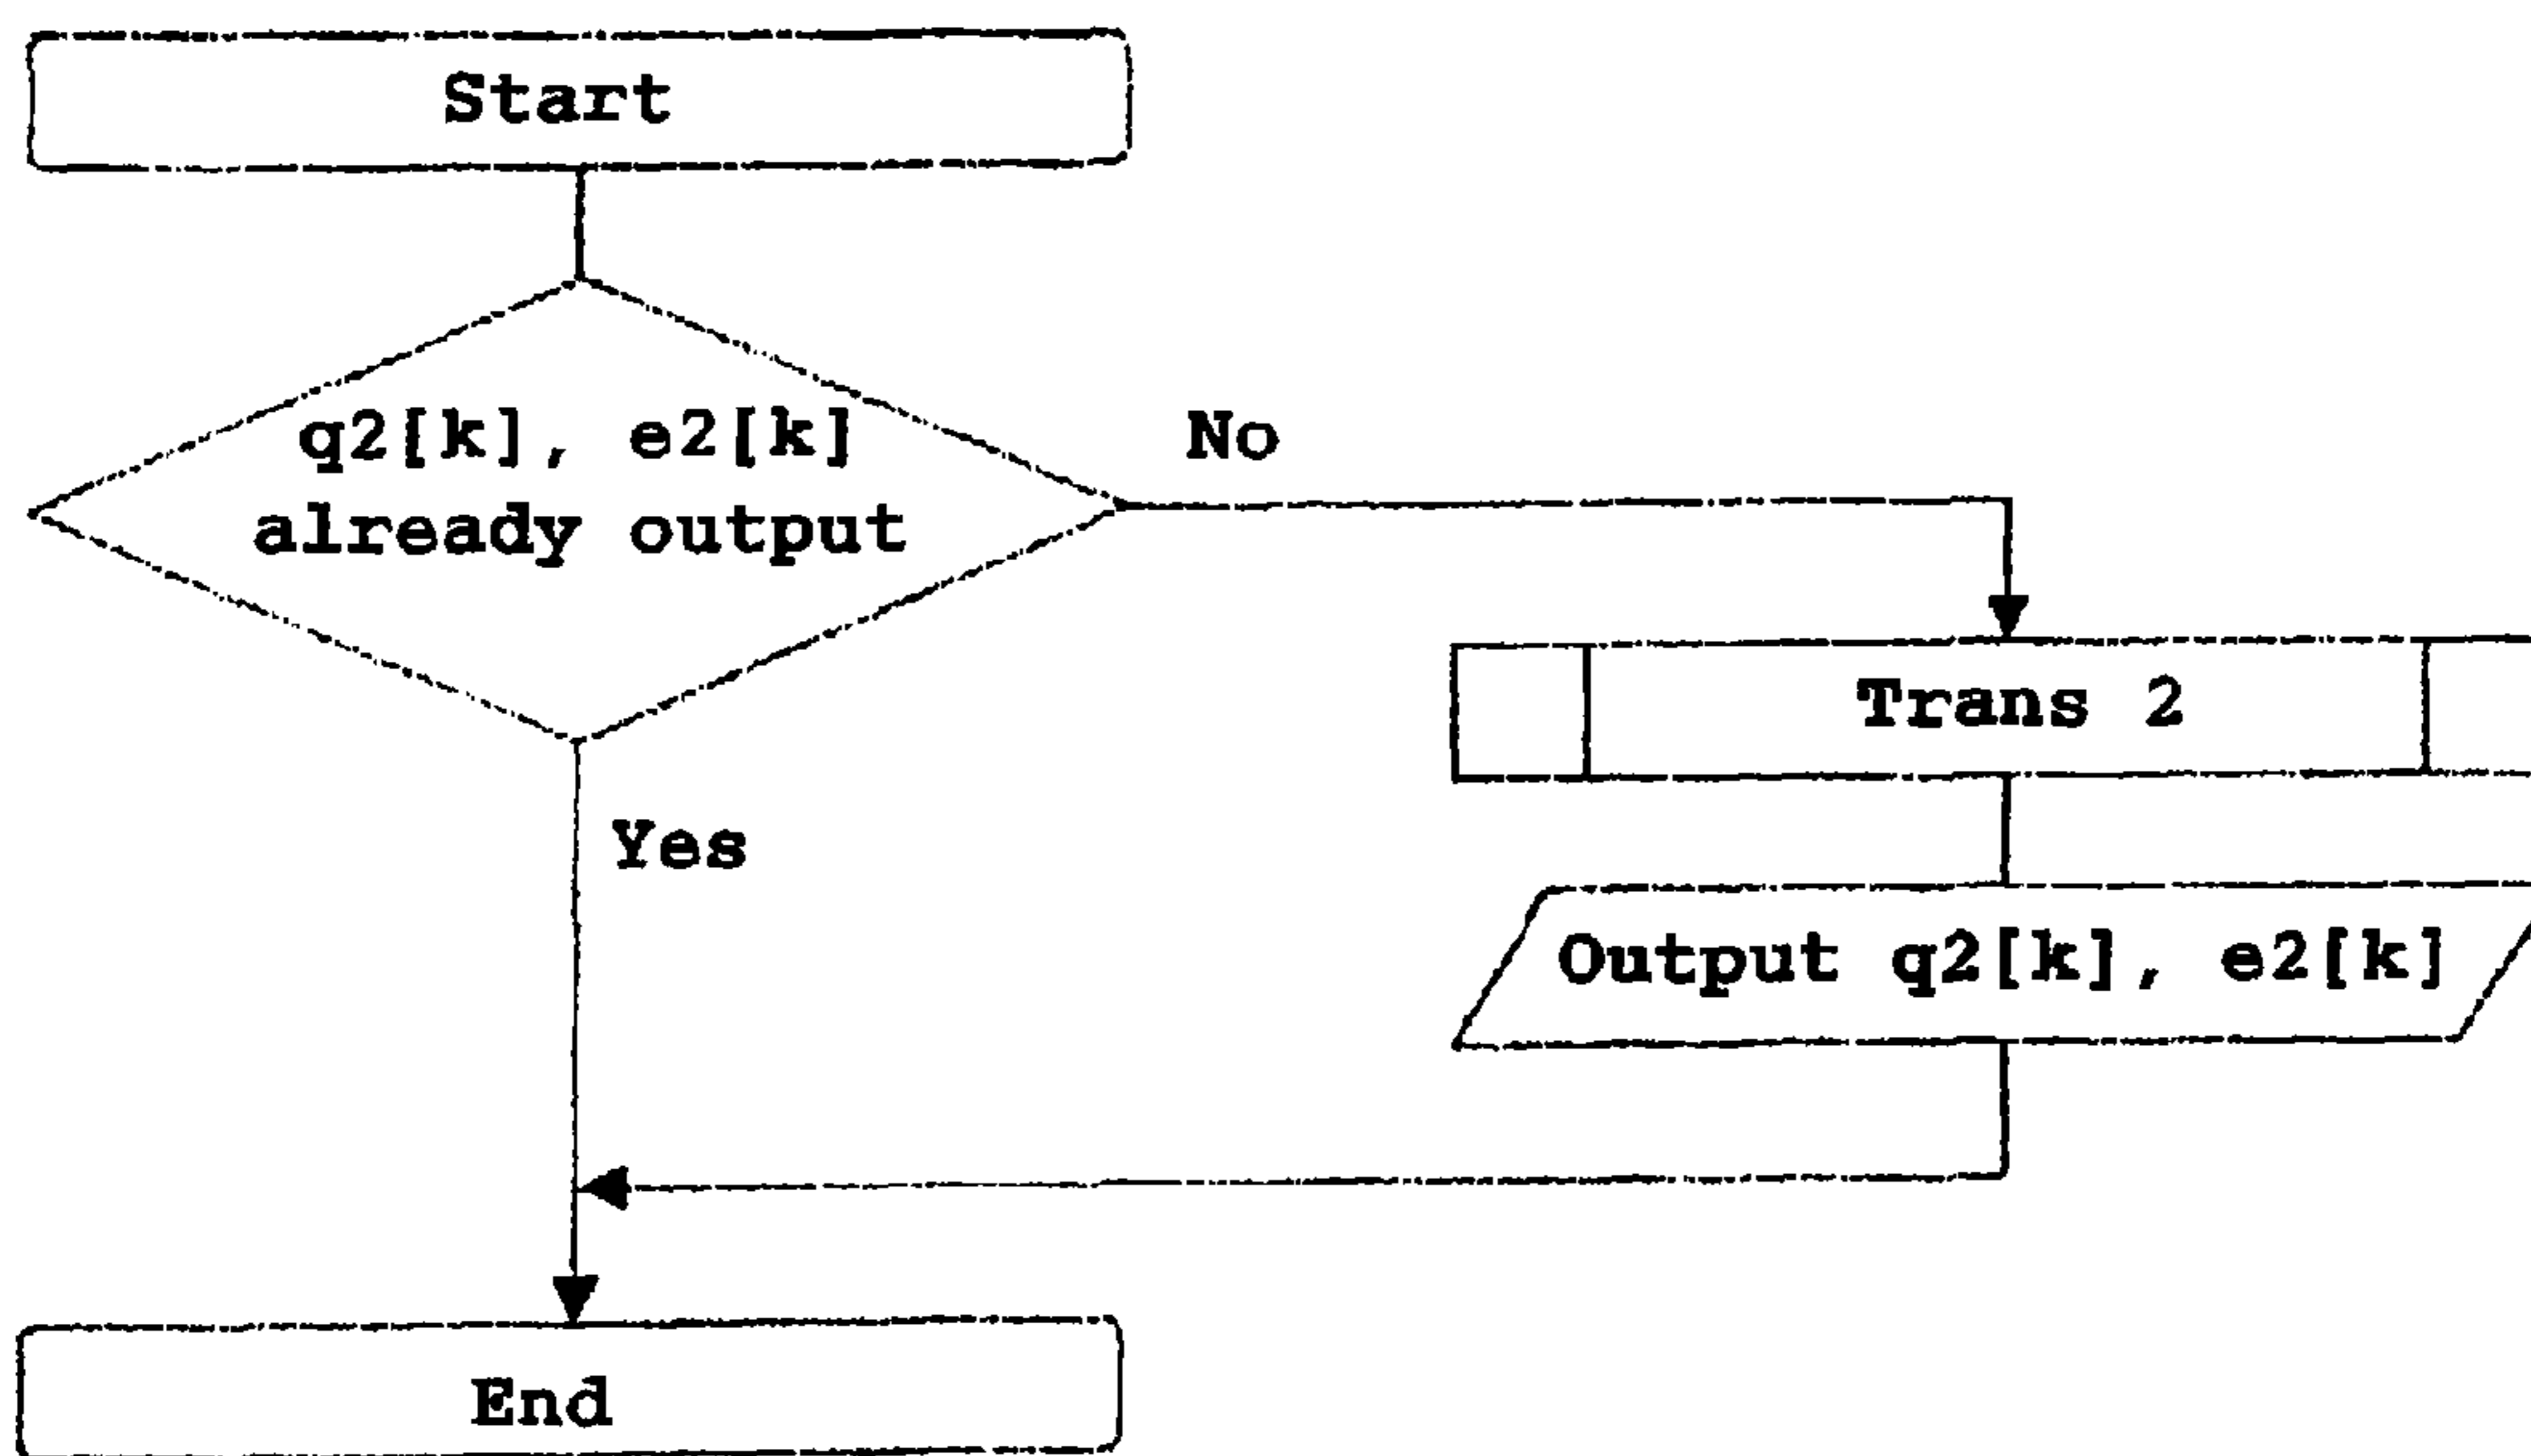 Start
q2[k], e2[k]
already output
No
Trans 2
Yes
Output q2[k], e2[k]
End